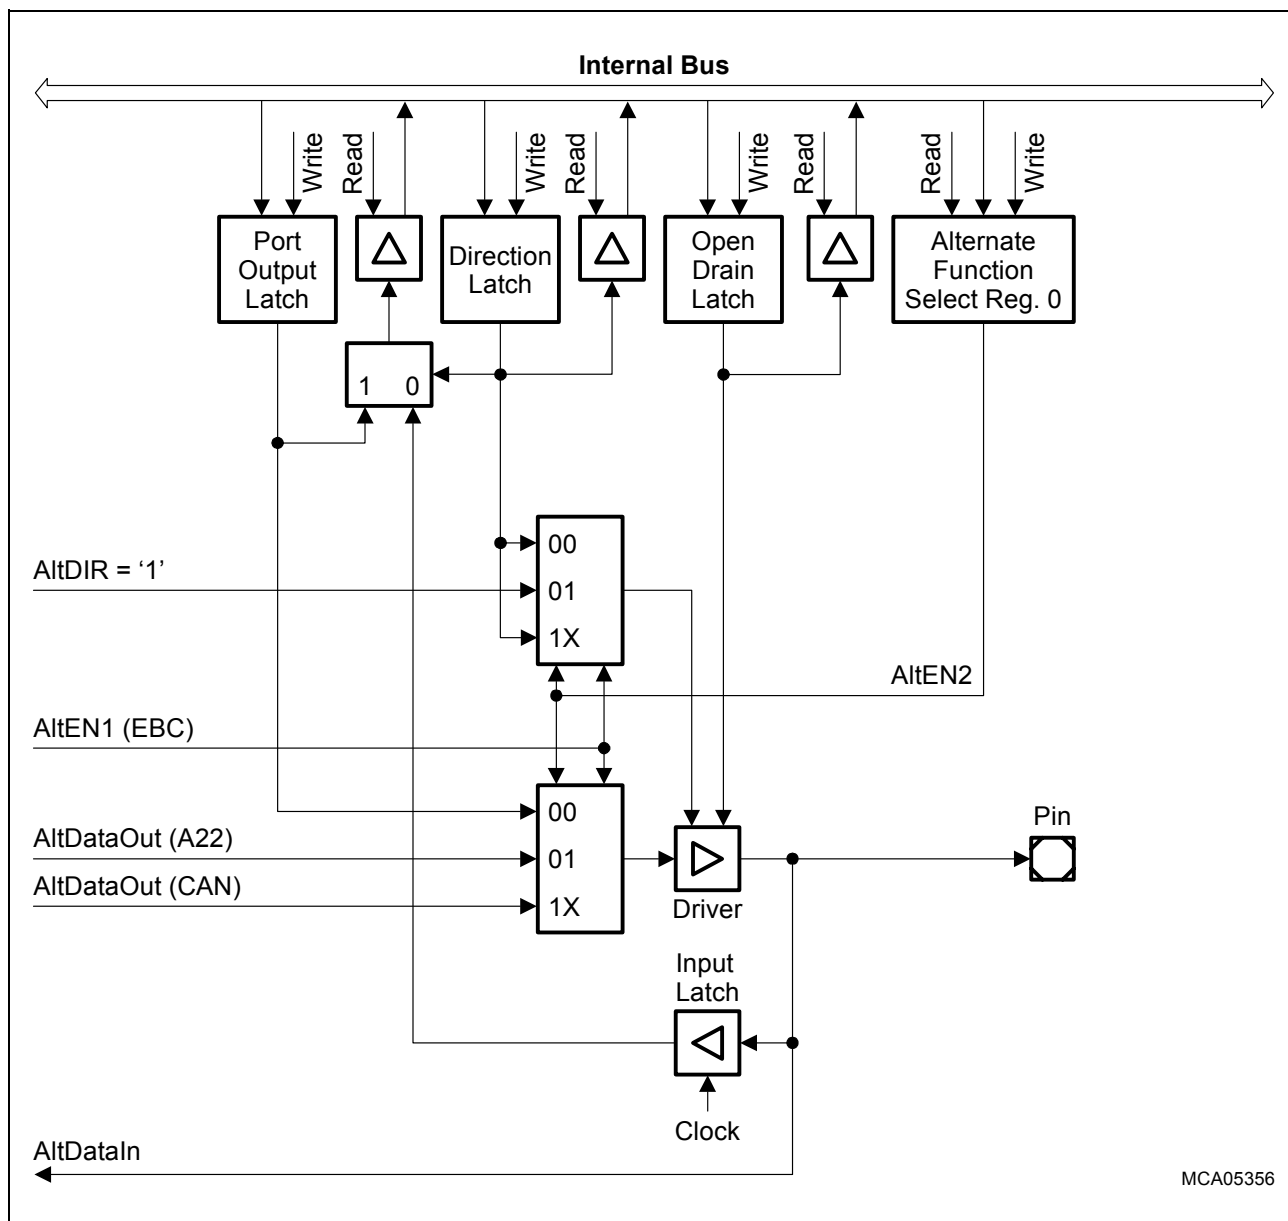 Internal Bus
Write
Read
Write
Read
Write
Read
Read
Write
Port
Output
Latch
Direction
Latch
Open
Drain
Latch
Alternate
Function
Select Reg. 0
1 0
00
AltDIR = ‘1’
01
1X
AltEN2
AltEN1 (EBC)
00
Pin
AltDataOut (A22)
01
AltDataOut (CAN)
1X
Driver
Input
Latch
Clock
AltDataIn
MCA05356